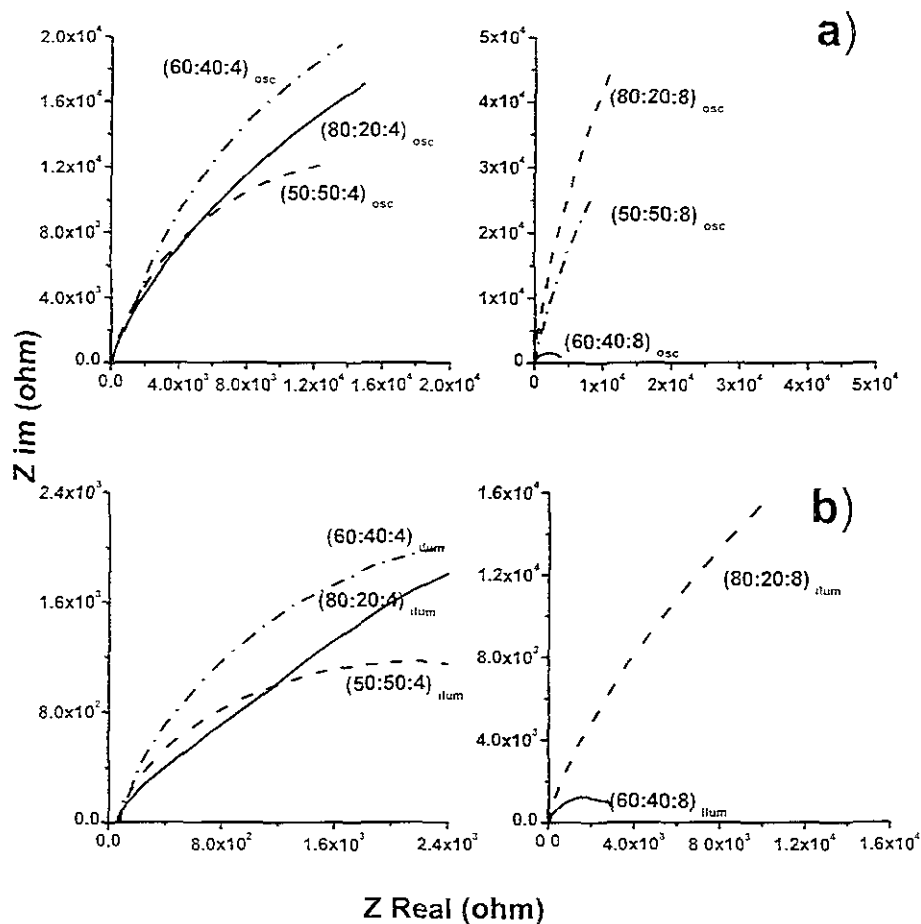 a)
2.0x10⁴
1.6x10⁴
1.2x10⁴
8.0x10³
4.0x10³
0.0
(60:40:4) osc
(80:20:4) osc
(50:50:4) osc
0.0
4.0x10³
8.0x10³
1.2x10⁴
1.6x10⁴
2.0x10⁴
5x10⁴
4x10⁴
3x10⁴
2x10⁴
1x10⁴
0
(80:20:8) osc
(50:50:8) osc
(60:40:8) osc
0
1x10⁴
2x10⁴
3x10⁴
4x10⁴
5x10⁴
Z im (ohm)
b)
2.4x10³
1.6x10³
8.0x10²
0.0
(60:40:4) ilum
(80:20:4) ilum
(50:50:4) ilum
0.0
8.0x10²
1.6x10³
2.4x10³
1.6x10⁴
1.2x10⁴
8.0x10³
4.0x10³
0.0
(80:20:8) ilum
(60:40:8) ilum
0 0
4.0x10³
8.0x10³
1.2x10⁴
1.6x10⁴
Z Real (ohm)